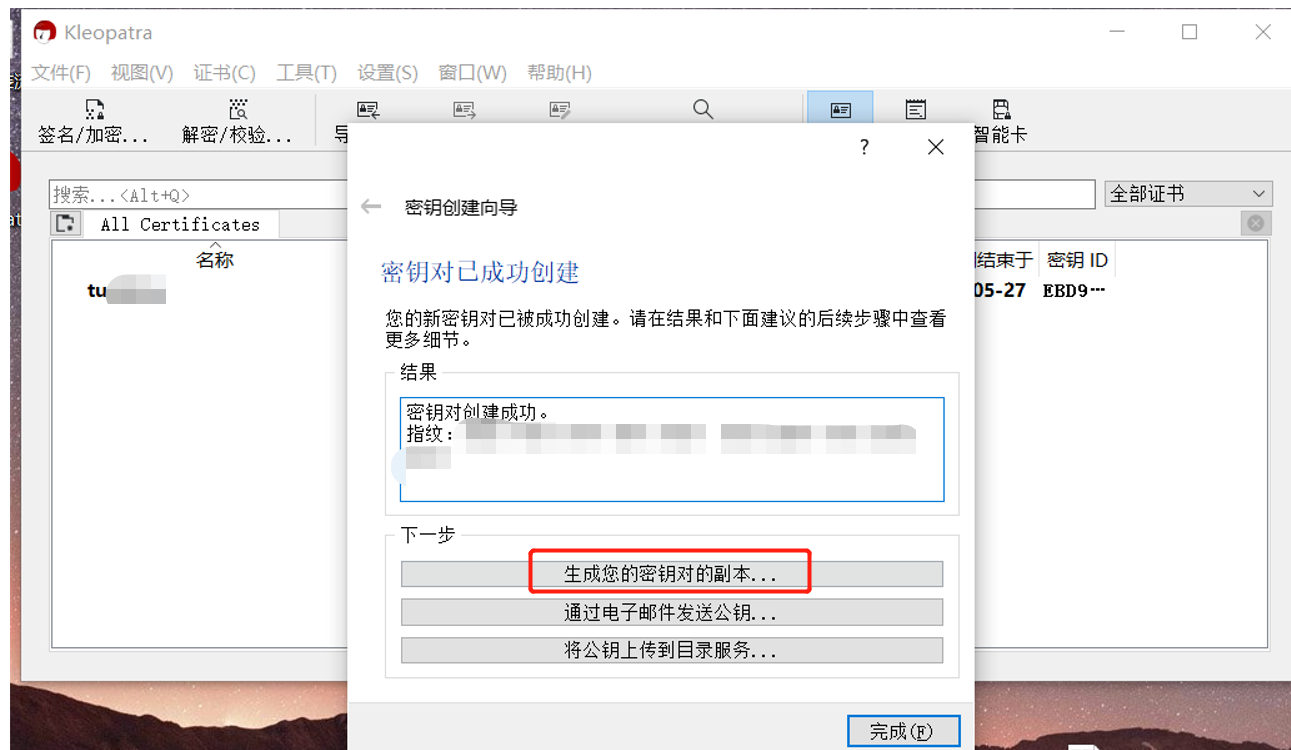 Kleopatra
文件(F) 视图(V) 证书(C) 工具(T) 设置(S) 窗口(W) 帮助(H)
签名/加密... 解密/校验... 导 智能卡
搜索...<Alt+Q> 全部证书
All Certificates
名称 结束于 密钥 ID
tu 05-27 EBD9…
? 
密钥创建向导
密钥对已成功创建
您的新密钥对已被成功创建。请在结果和下面建议的后续步骤中查看
更多细节。
结果
密钥对创建成功。
指纹:
下一步
生成您的密钥对的副本...
通过电子邮件发送公钥...
将公钥上传到目录服务...
完成(F)